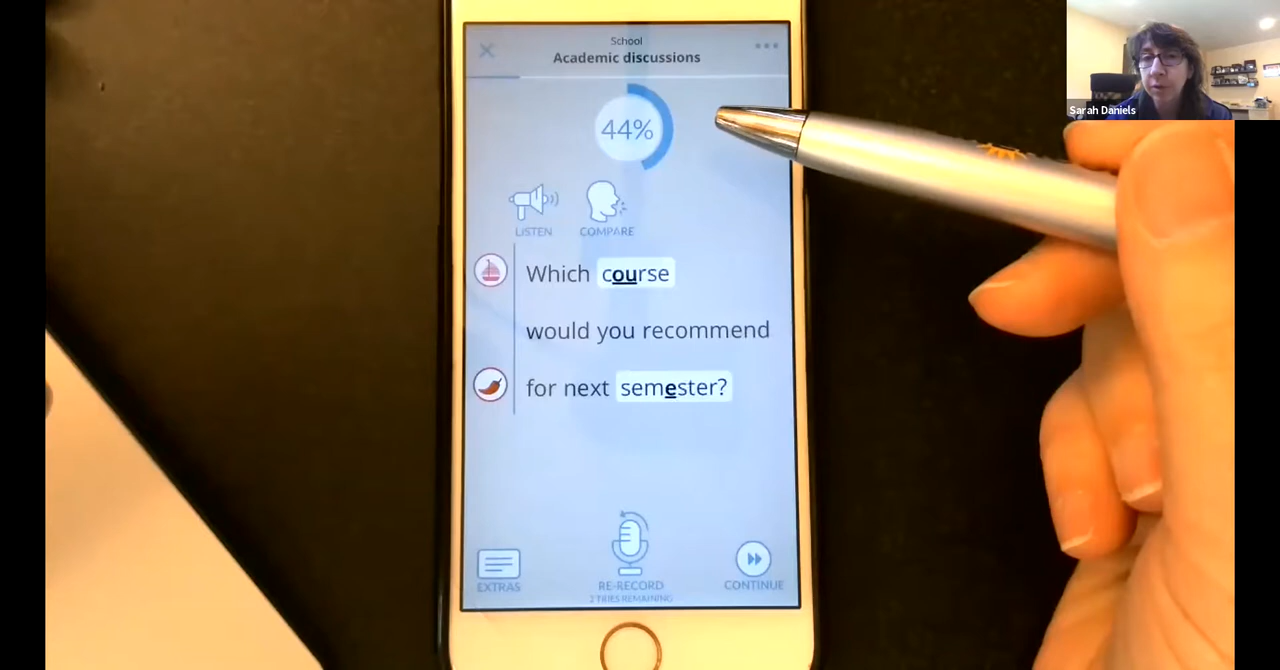 School
Academic discussions
44%
LISTEN COMPARE
Which course
would you recommend
for next semester?
EXTRAS
RE-RECORD
2 TRIES REMAINING
CONTINUE
Sarah Daniels